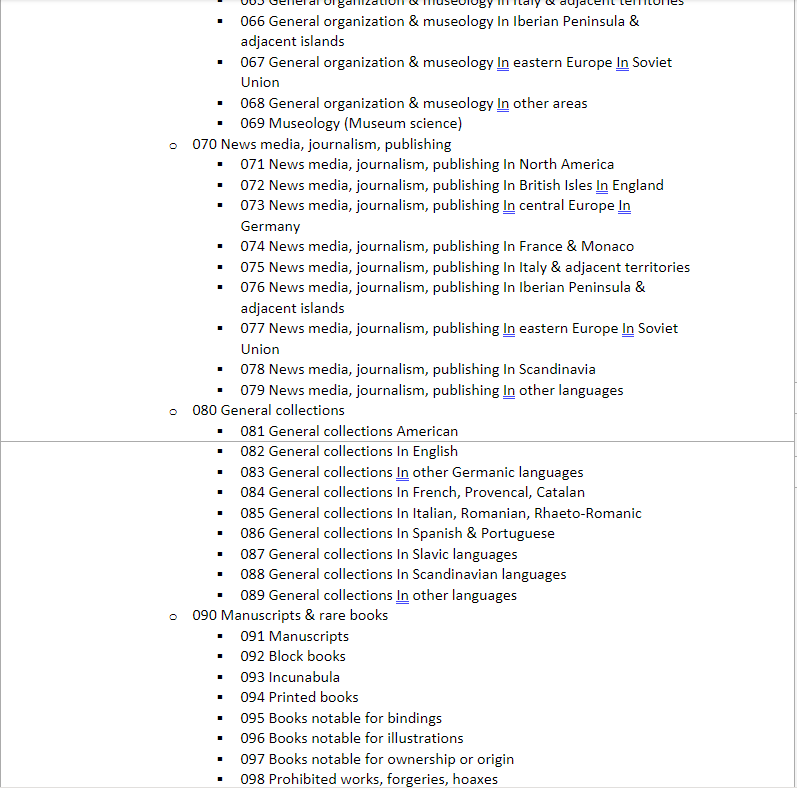 065 General organization & museology In Italy & adjacent territories
▪ 066 General organization & museology In Iberian Peninsula &
adjacent islands
▪ 067 General organization & museology In eastern Europe In Soviet
Union
▪ 068 General organization & museology In other areas
▪ 069 Museology (Museum science)
o 070 News media, journalism, publishing
▪ 071 News media, journalism, publishing In North America
▪ 072 News media, journalism, publishing In British Isles In England
▪ 073 News media, journalism, publishing In central Europe In
Germany
▪ 074 News media, journalism, publishing In France & Monaco
▪ 075 News media, journalism, publishing In Italy & adjacent territories
▪ 076 News media, journalism, publishing In Iberian Peninsula &
adjacent islands
▪ 077 News media, journalism, publishing In eastern Europe In Soviet
Union
▪ 078 News media, journalism, publishing In Scandinavia
▪ 079 News media, journalism, publishing In other languages
o 080 General collections
▪ 081 General collections American
▪ 082 General collections In English
▪ 083 General collections In other Germanic languages
▪ 084 General collections In French, Provencal, Catalan
▪ 085 General collections In Italian, Romanian, Rhaeto-Romanic
▪ 086 General collections In Spanish & Portuguese
▪ 087 General collections In Slavic languages
▪ 088 General collections In Scandinavian languages
▪ 089 General collections In other languages
o 090 Manuscripts & rare books
▪ 091 Manuscripts
▪ 092 Block books
▪ 093 Incunabula
▪ 094 Printed books
▪ 095 Books notable for bindings
▪ 096 Books notable for illustrations
▪ 097 Books notable for ownership or origin
▪ 098 Prohibited works, forgeries, hoaxes